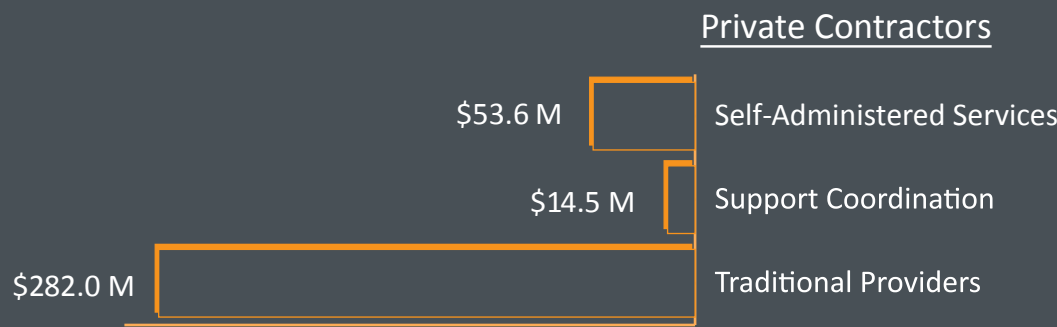 Private Contractors
$53.6 M Self-Administered Services
$14.5 M Support Coordination
$282.0 M Traditional Providers